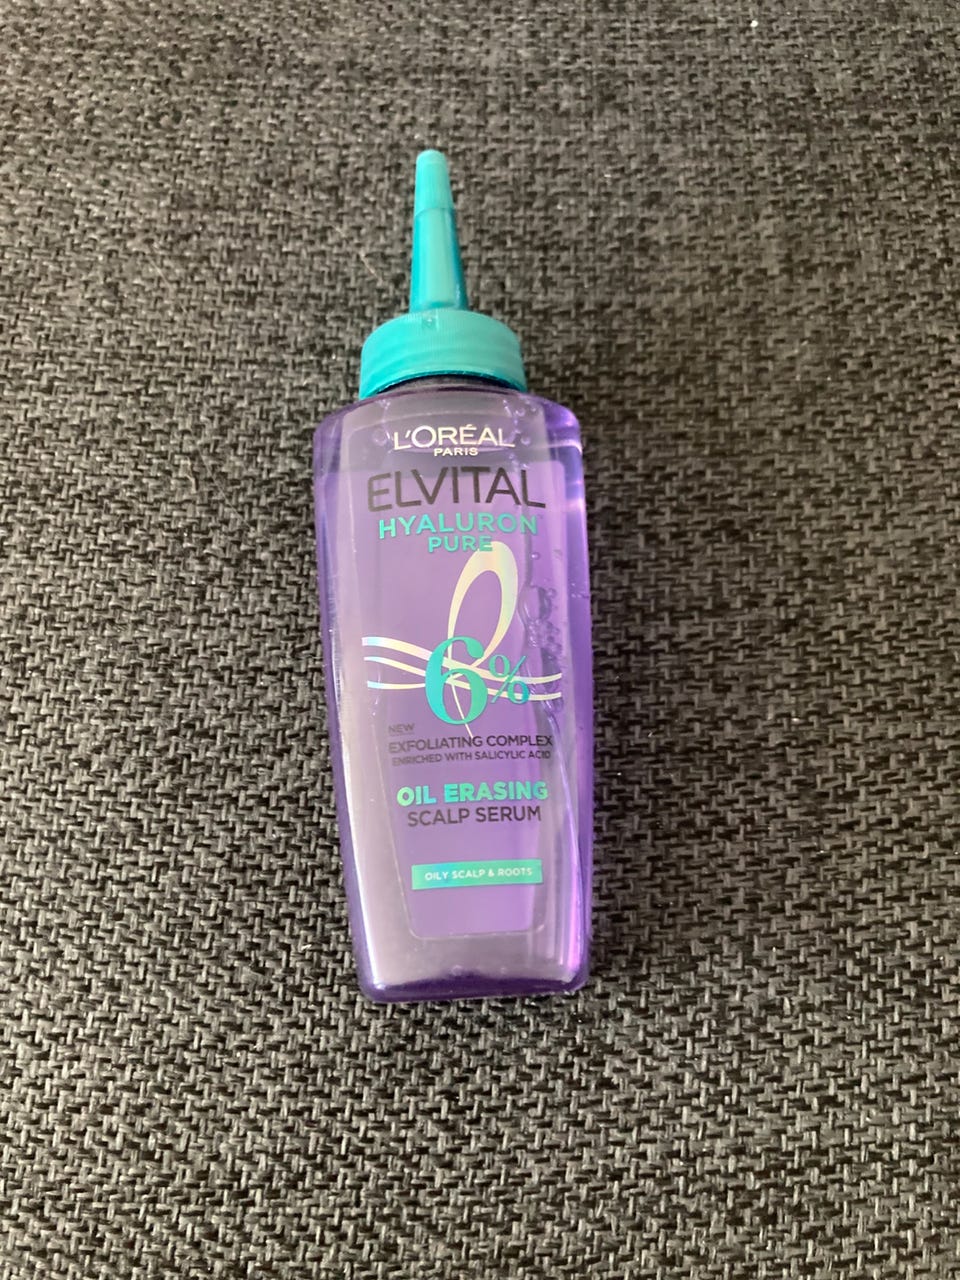 L'ORÉAL
PARIS
ELVITAL
HYALURON
PURE
6%
NEW
EXFOLIATING COMPLEX
ENRICHED WITH SALICYLIC ACID
OIL ERASING
SCALP SERUM
OILY SCALP & ROOTS